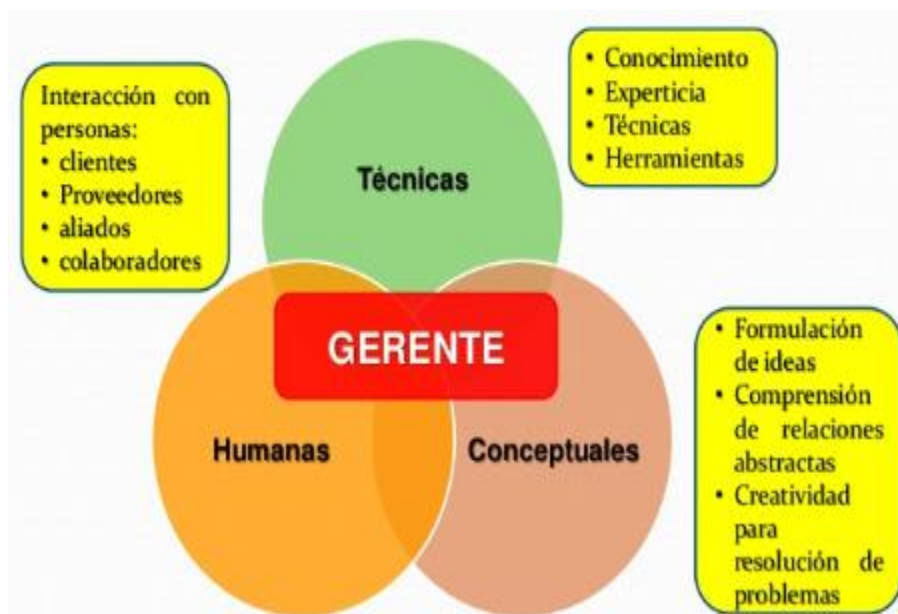 Interacción con
personas:
• clientes
• Proveedores
• aliados
• colaboradores
• Conocimiento
• Experticia
• Técnicas
• Herramientas
Técnicas
GERENTE
Humanas
Conceptuales
• Formulación
de ideas
• Comprensión
de relaciones
abstractas
• Creatividad
para
resolución de
problemas